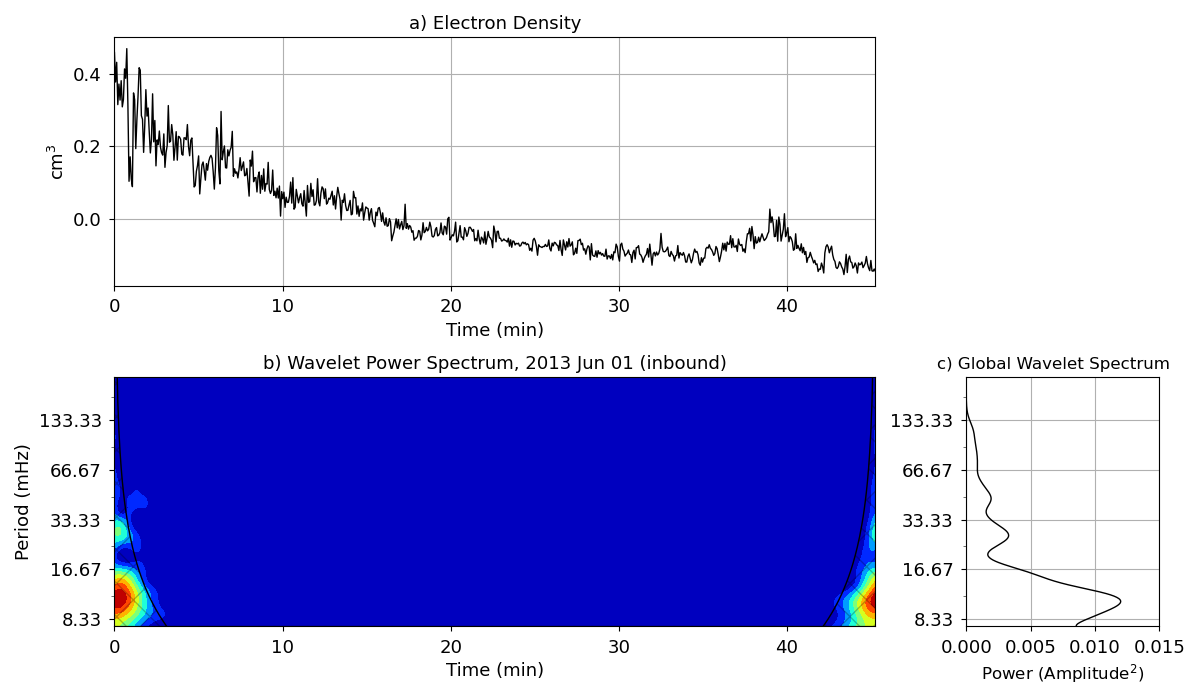 a) Electron Density
cm³
0.4
0.2
0.0
0 10 20 30 40
Time (min)
b) Wavelet Power Spectrum, 2013 Jun 01 (inbound)
Period (mHz)
133.33
66.67
33.33
16.67
8.33
0 10 20 30 40
Time (min)
c) Global Wavelet Spectrum
133.33
66.67
33.33
16.67
8.33
0.000 0.005 0.010 0.015
Power (Amplitude²)